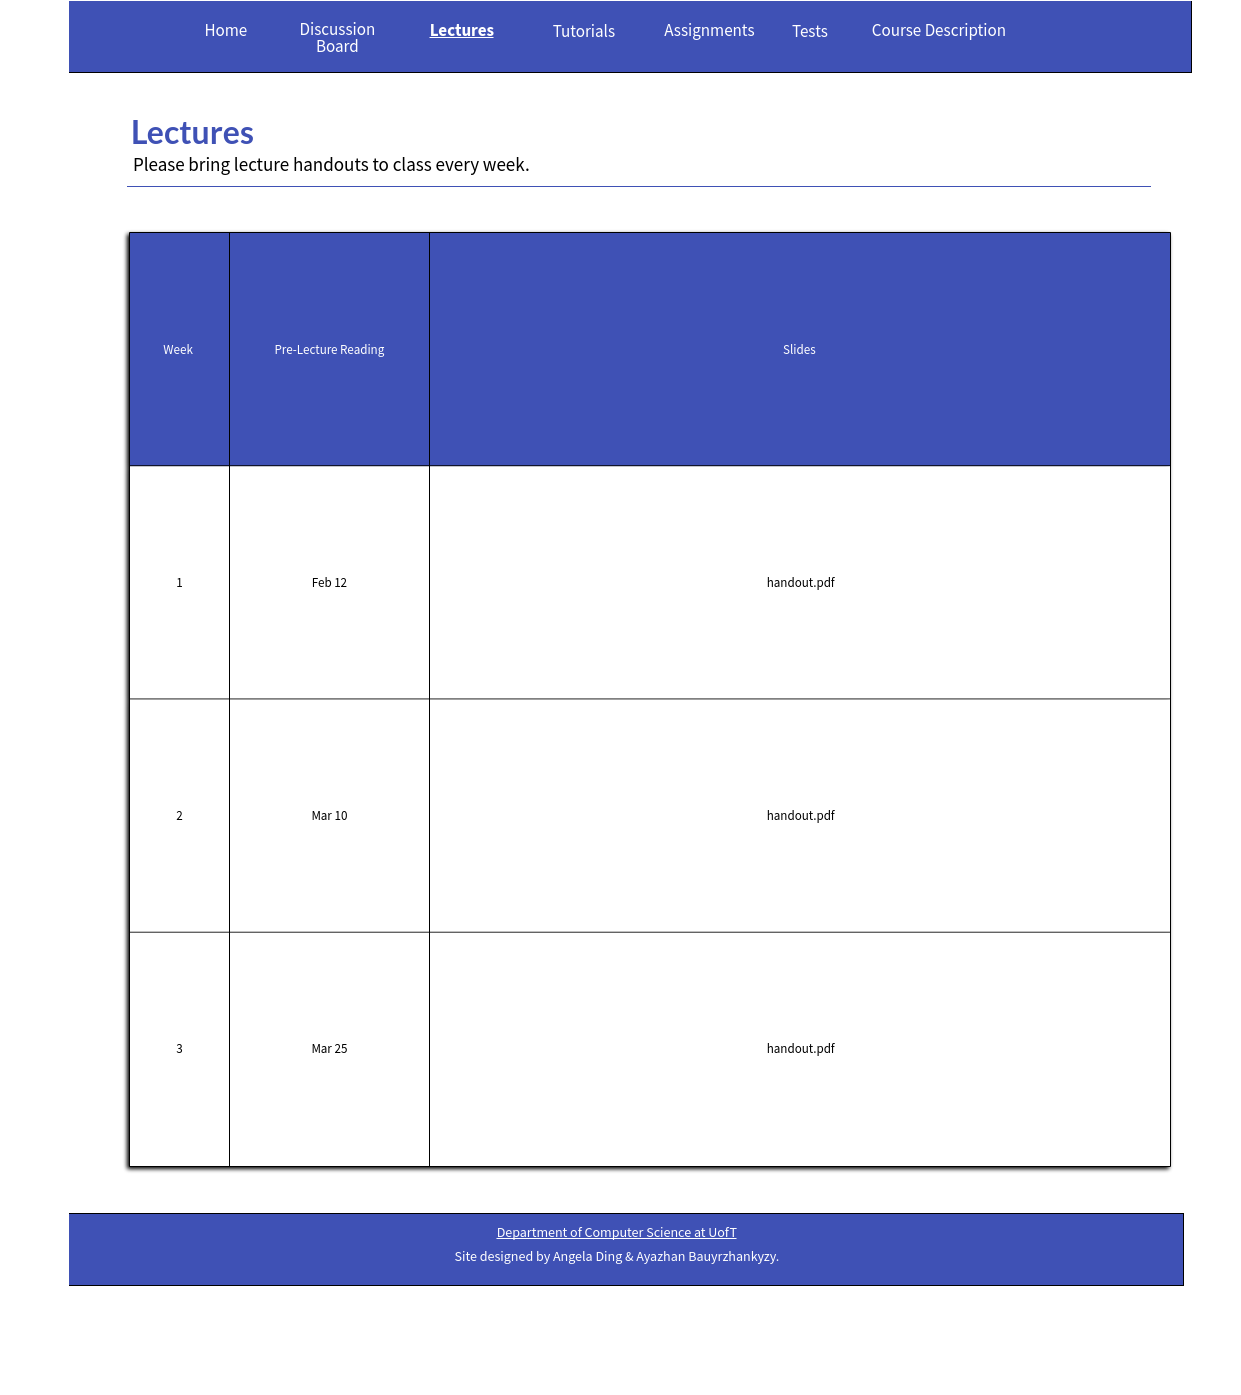 Home
Discussion
Board
Lectures
Tutorials
Assignments
Tests
Course Description
Lectures
Please bring lecture handouts to class every week.
Week
Pre-Lecture Reading
Slides
1
Feb 12
handout.pdf
2
Mar 10
handout.pdf
3
Mar 25
handout.pdf
Department of Computer Science at UofT
Site designed by Angela Ding & Ayazhan Bauyrzhankyzy.